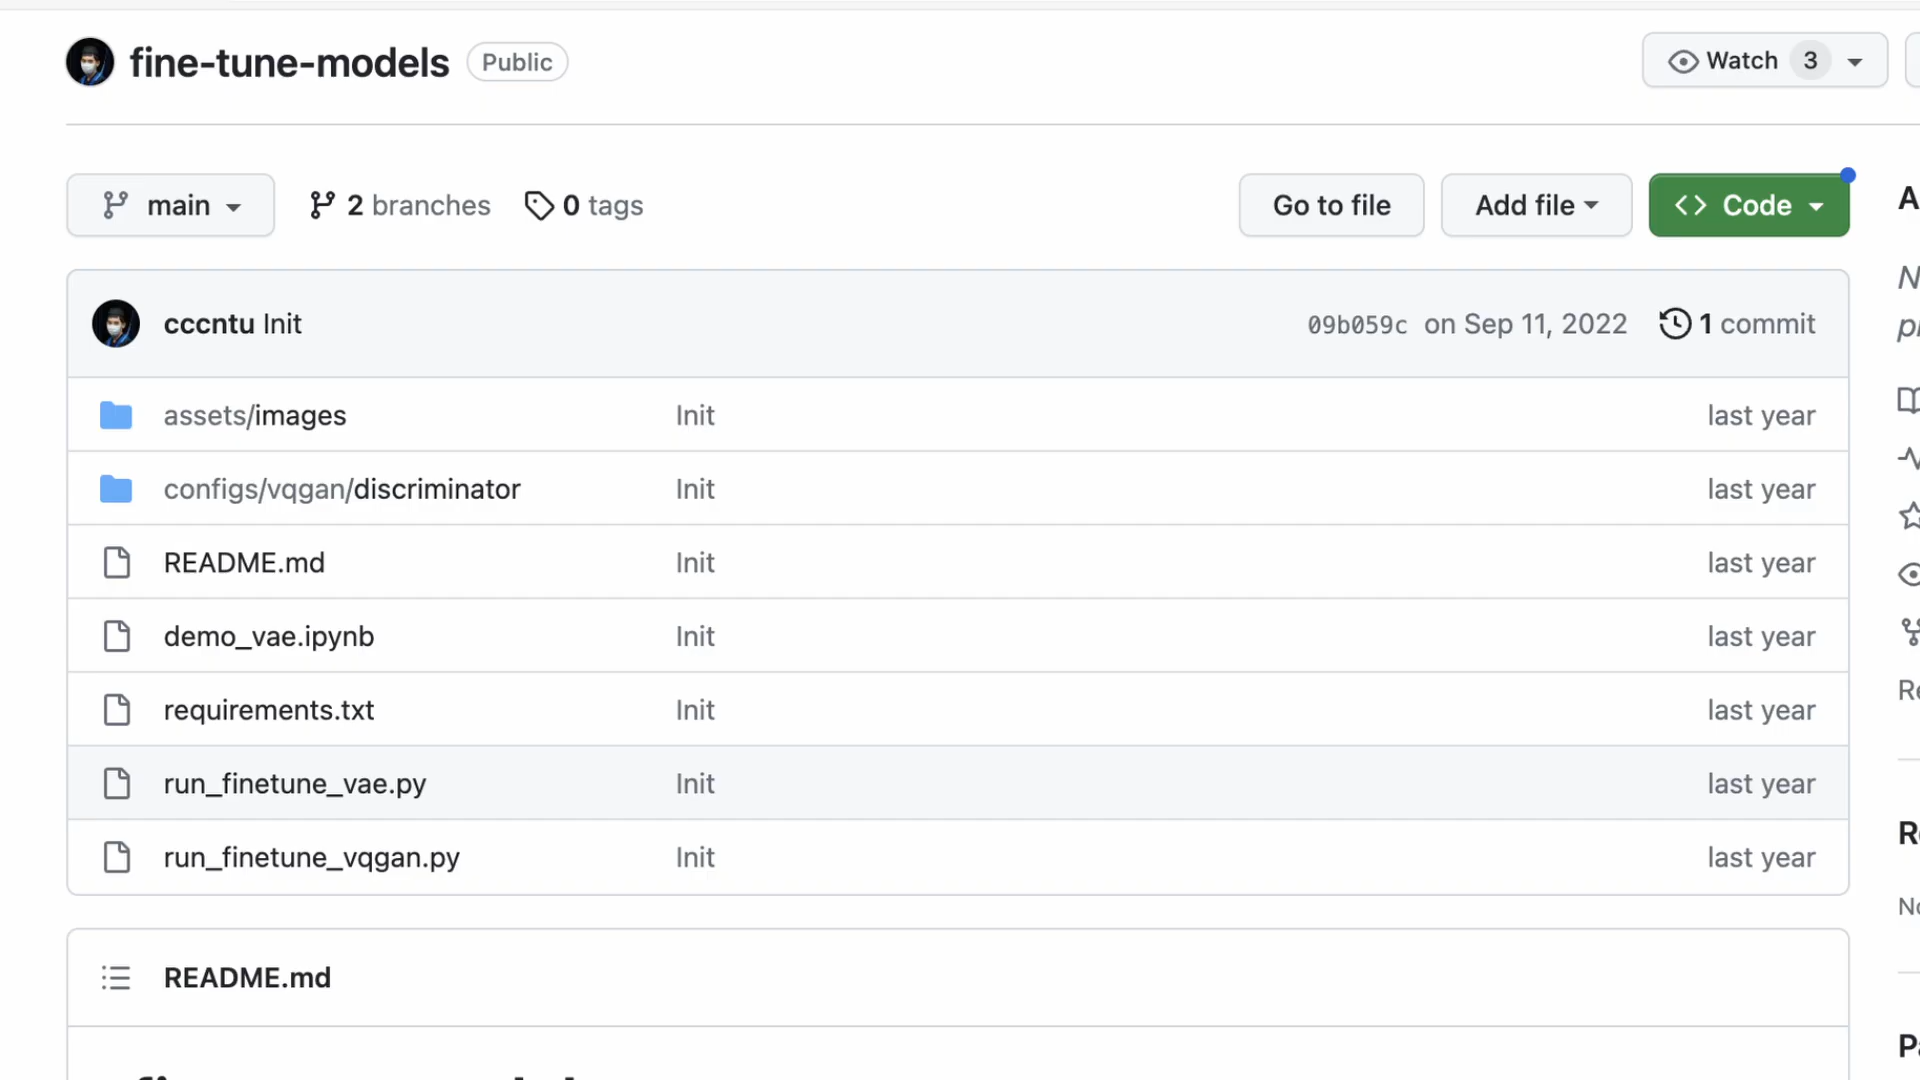 fine-tune-models Public Watch 3
main 2 branches 0 tags Go to file Add file <> Code
cccntu Init 09b059c on Sep 11, 2022 1 commit
assets/images Init last year
configs/vqgan/discriminator Init last year
README.md Init last year
demo_vae.ipynb Init last year
requirements.txt Init last year
run_finetune_vae.py Init last year
run_finetune_vqgan.py Init last year
README.md